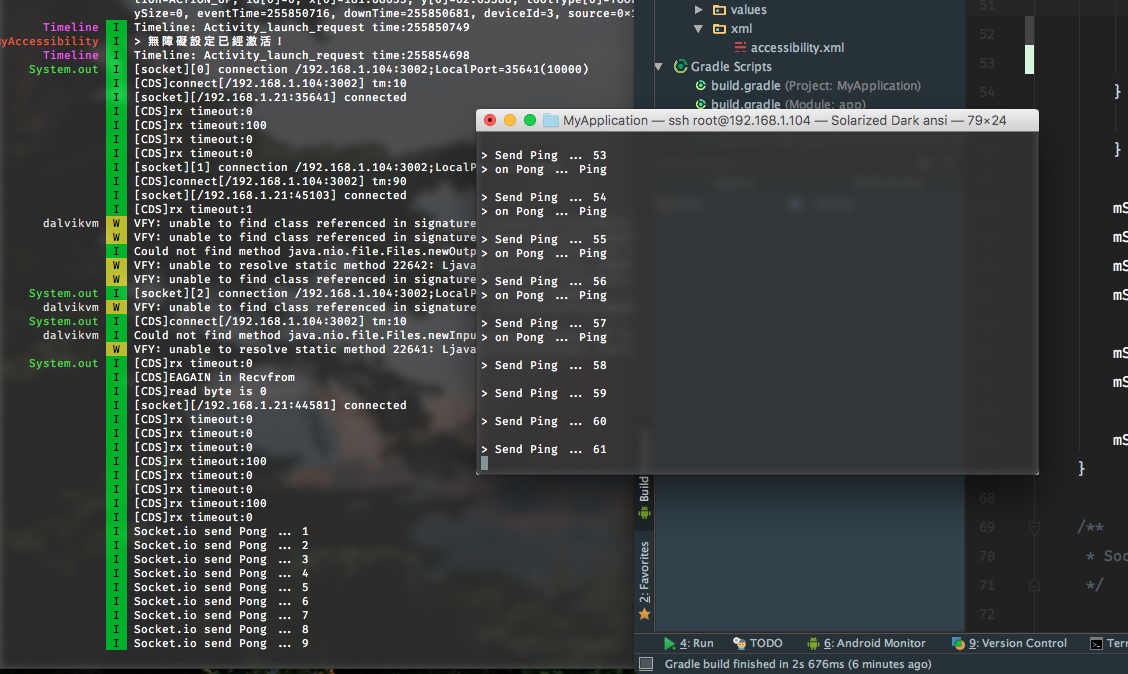 ySize=0, eventTime=255850716, downTime=255850681, deviceId=3, source=0×1
Timeline I Timeline: Activity_launch_request time:255850749
yAccessibility I > 無障礙設定已經激活！
Timeline I Timeline: Activity_launch_request time:255854698
System.out I [socket][0] connection /192.168.1.104:3002;LocalPort=35641(10000)
I [CDS]connect[/192.168.1.104:3002] tm:10
I [socket][/192.168.1.21:35641] connected
I [CDS]rx timeout:0
I [CDS]rx timeout:100
I [CDS]rx timeout:0
I [CDS]rx timeout:0
I [socket][1] connection /192.168.1.104:3002;LocalP
I [CDS]connect[/192.168.1.104:3002] tm:90
I [socket][/192.168.1.21:45103] connected
I [CDS]rx timeout:1
dalvikvm W VFY: unable to find class referenced in signature
W VFY: unable to find class referenced in signature
I Could not find method java.nio.file.Files.newOutp
W VFY: unable to resolve static method 22642: Ljava
W VFY: unable to find class referenced in signature
System.out I [socket][2] connection /192.168.1.104:3002;LocalP
dalvikvm W VFY: unable to find class referenced in signature
System.out I [CDS]connect[/192.168.1.104:3002] tm:10
dalvikvm I Could not find method java.nio.file.Files.newInpu
W VFY: unable to resolve static method 22641: Ljava
System.out I [CDS]rx timeout:0
I [CDS]EAGAIN in Recvfrom
I [CDS]read byte is 0
I [socket][/192.168.1.21:44581] connected
I [CDS]rx timeout:0
I [CDS]rx timeout:0
I [CDS]rx timeout:0
I [CDS]rx timeout:100
I [CDS]rx timeout:0
I [CDS]rx timeout:0
I [CDS]rx timeout:100
I [CDS]rx timeout:0
I Socket.io send Pong ... 1
I Socket.io send Pong ... 2
I Socket.io send Pong ... 3
I Socket.io send Pong ... 4
I Socket.io send Pong ... 5
I Socket.io send Pong ... 6
I Socket.io send Pong ... 7
I Socket.io send Pong ... 8
I Socket.io send Pong ... 9
values
xml
accessibility.xml
Gradle Scripts
build.gradle (Project: MyApplication)
build.gradle (Module: app)
MyApplication — ssh root@192.168.1.104 — Solarized Dark ansi — 79×24
> Send Ping ... 53
> on Pong ... Ping
> Send Ping ... 54
> on Pong ... Ping
> Send Ping ... 55
> on Pong ... Ping
> Send Ping ... 56
> on Pong ... Ping
> Send Ping ... 57
> on Pong ... Ping
> Send Ping ... 58
> Send Ping ... 59
> Send Ping ... 60
> Send Ping ... 61
Build
2: Favorites
51
52
53
54 }
}
mS
mS
mS
mS
mS
mS
mS
}
68
69 /**
70 * Soc
71 */
72
4: Run
TODO
6: Android Monitor
9: Version Control
Terr
Gradle build finished in 2s 676ms (6 minutes ago)